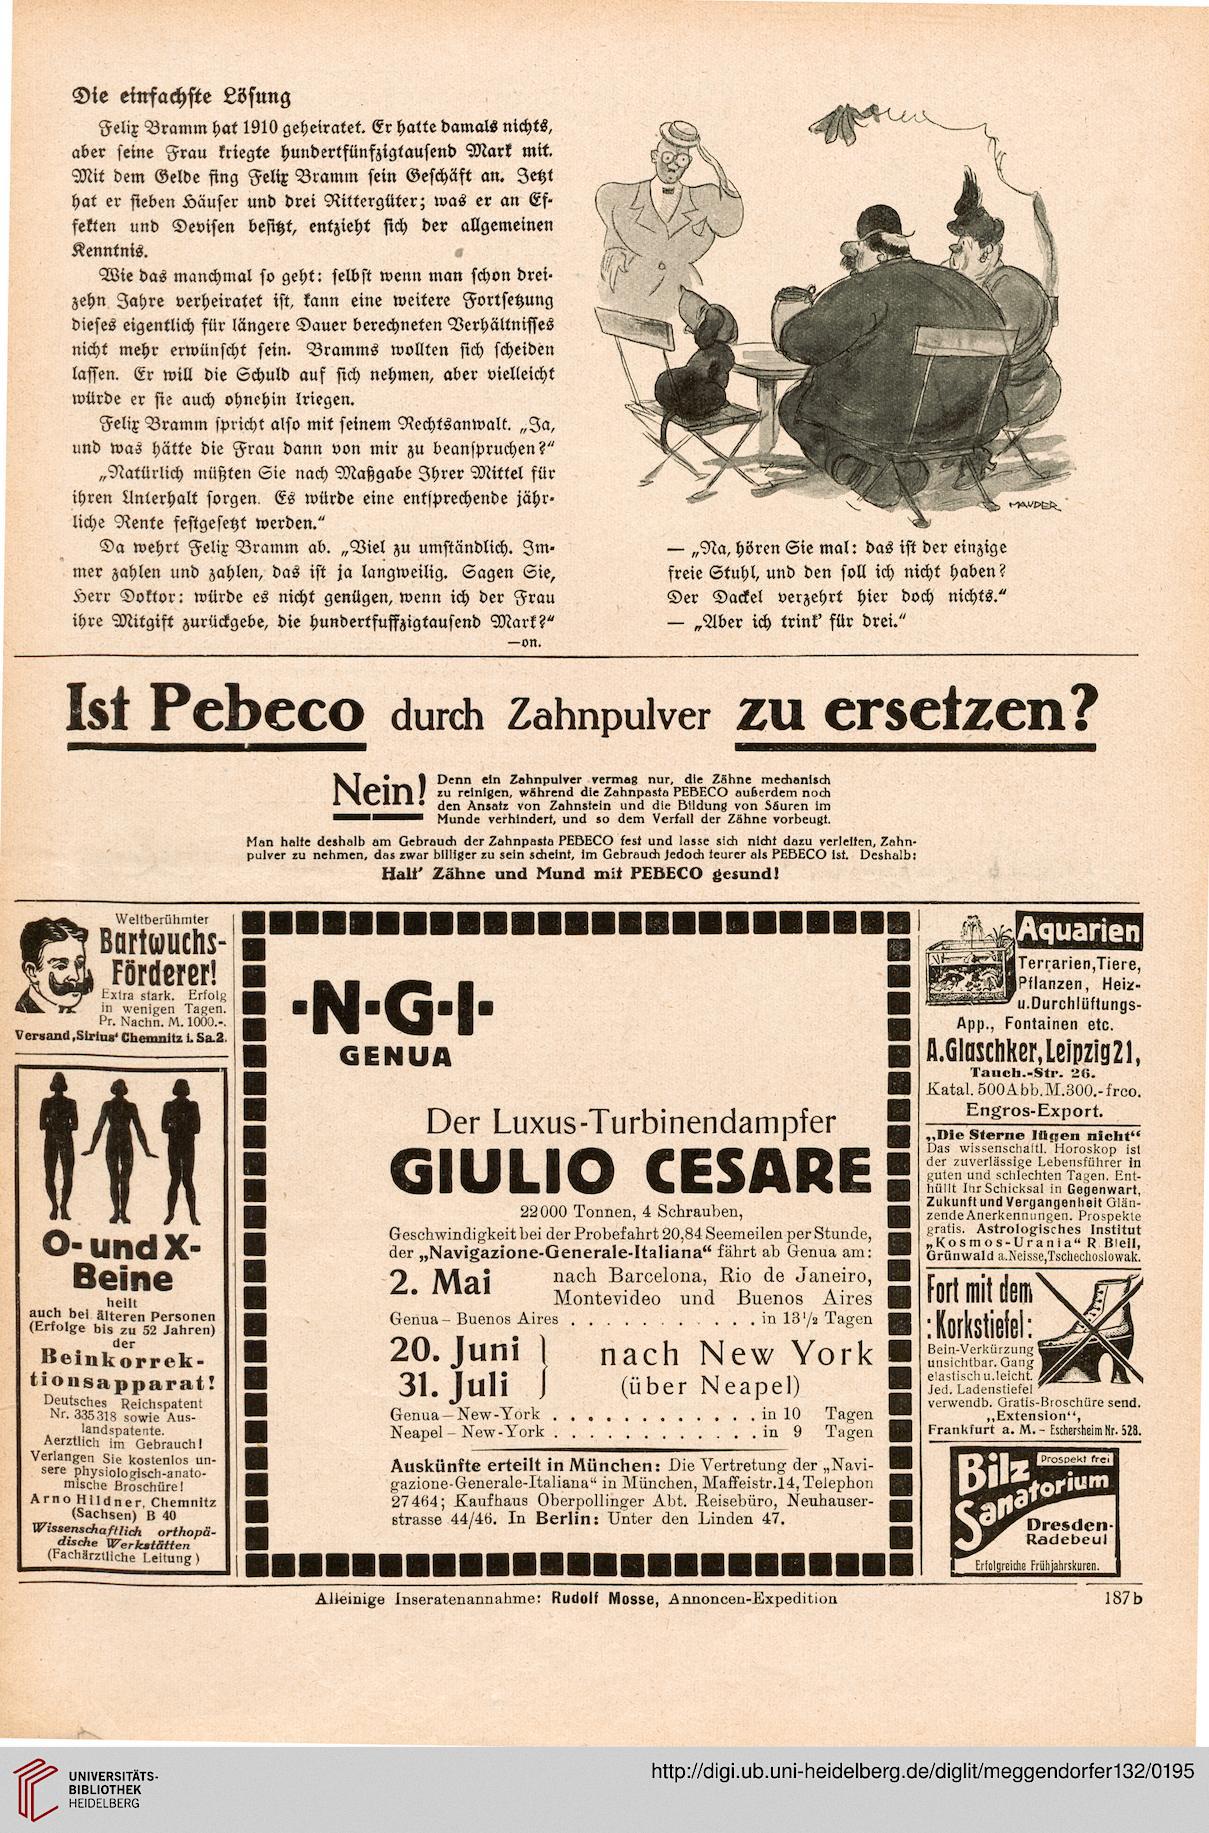 Die einfachste Lösung
Felix Bramm hat 1910 geheiratet. Er hatte damals nichts,
aber seine Frau kriegte hundertfünfzigtausend Mark mit.
Mit dem Gelde fing Felix Bramm sein Geschäft an. Jetzt
hat er sieben Häuser und drei Rittergüter; was er an Ef-
fekten und Devisen besitzt, entzieht sich der allgemeinen
Kenntnis.
Wie das manchmal so geht: selbst wenn man schon drei-
zehn Jahre verheiratet ist, kann eine weitere Fortsetzung
dieses eigentlich für längere Dauer berechneten Verhältnisses
nicht mehr erwünscht sein. Bramms wollten sich scheiden
lassen. Er will die Schuld auf sich nehmen, aber vielleicht
würde er sie auch ohnehin kriegen.
Felix Bramm spricht also mit seinem Rechtsanwalt. „Ja,
und was hätte die Frau dann von mir zu beanspruchen?“
„Natürlich müßten Sie nach Maßgabe Ihrer Mittel für
ihren Unterhalt sorgen. Es würde eine entsprechende jähr-
liche Rente festgesetzt werden.“
Da wehrt Felix Bramm ab. „Viel zu umständlich. Im-
mer zahlen und zahlen, das ist ja langweilig. Sagen Sie,
Herr Doktor: würde es nicht genügen, wenn ich der Frau
ihre Mitgift zurückgebe, die hundertfuffzigtausend Mark?“
—on.
MAUDER
— „Na, hören Sie mal: das ist der einzige
freie Stuhl, und den soll ich nicht haben?
Der Dackel verzehrt hier doch nichts.“
— „Aber ich trink' für drei.“
Ist Pebeco durch Zahnpulver zu ersetzen?
Nein! Denn ein Zahnpulver vermag nur, die Zähne mechanisch
zu reinigen, während die Zahnpasta PEBECO außerdem noch
den Ansatz von Zahnstein und die Bildung von Säuren im
Munde verhindert, und so dem Verfall der Zähne vorbeugt.
Man halte deshalb am Gebrauch der Zahnpasta PEBECO fest und lasse sich nicht dazu verleiten, Zahn-
pulver zu nehmen, das zwar billiger zu sein scheint, im Gebrauch jedoch teurer als PEBECO ist. Deshalb:
Halt' Zähne und Mund mit PEBECO gesund!
Weltberühmter
Bartwuchs-
Förderer!
Extra stark. Erfolg
in wenigen Tagen.
Pr. Nachn. M. 1000.-.
Versand „Sirius“ Chemnitz i. Sa. 2.
O- und X-
Beine
heilt
auch bei älteren Personen
(Erfolge bis zu 52 Jahren)
der
Beinkorrek-
tionsapparat!
Deutsches Reichspatent
Nr. 335318 sowie Aus-
landspatente.
Aerztlich im Gebrauch!
Verlangen Sie kostenlos un-
sere physiologisch-anato-
mische Broschüre!
Arno Hildner, Chemnitz
(Sachsen) B 40
Wissenschaftlich orthopä-
dische Werkstätten
(Fachärztliche Leitung)
·N·G·I·
GENUA
Der Luxus-Turbinendampfer
GIULIO CESARE
22000 Tonnen, 4 Schrauben,
Geschwindigkeit bei der Probefahrt 20,84 Seemeilen per Stunde,
der „Navigazione-Generale-Italiana“ fährt ab Genua am:
2. Mai nach Barcelona, Rio de Janeiro,
Montevideo und Buenos Aires
Genua – Buenos Aires . . . . . . . . . . . in 13 1/2 Tagen
20. Juni } nach New York
31. Juli } (über Neapel)
Genua – New-York . . . . . . . . . . . . . in 10 Tagen
Neapel – New-York . . . . . . . . . . . . in 9 Tagen
Auskünfte erteilt in München: Die Vertretung der „Navi-
gazione-Generale-Italiana“ in München, Maffeistr. 14, Telephon
27464; Kaufhaus Oberpollinger Abt. Reisebüro, Neuhauser-
strasse 44/46. In Berlin: Unter den Linden 47.
Aquarien
Terrarien, Tiere,
Pflanzen, Heiz-
u. Durchlüftungs-
App., Fontainen etc.
A. Glaschker, Leipzig 21,
Tauch.-Str. 26.
Katal. 500 Abb. M. 300.- frco.
Engros-Export.
„Die Sterne lügen nicht“
Das wissenschaftl. Horoskop ist
der zuverlässige Lebensführer in
guten und schlechten Tagen. Ent-
hüllt Ihr Schicksal in Gegenwart,
Zukunft und Vergangenheit Glän-
zende Anerkennungen. Prospekte
gratis. Astrologisches Institut
„Kosmos-Urania“ R. Bleil,
Grünwald a. Neisse, Tschechoslowak.
Fort mit dem
: Korkstiefel :
Bein-Verkürzung
unsichtbar. Gang
elastisch u. leicht.
Jed. Ladenstiefel
verwendb. Gratis-Broschüre send.
„Extension“,
Frankfurt a. M. – Eschersheim Nr. 528.
Bilz
Prospekt frei
Sanatorium
Dresden-
Radebeul
Erfolgreiche Frühjahrskuren.
Alleinige Inseratenannahme: Rudolf Mosse, Annoncen-Expedition
187 b
UNIVERSITÄTS-
BIBLIOTHEK
HEIDELBERG
http://digi.ub.uni-heidelberg.de/diglit/meggendorfer132/0195